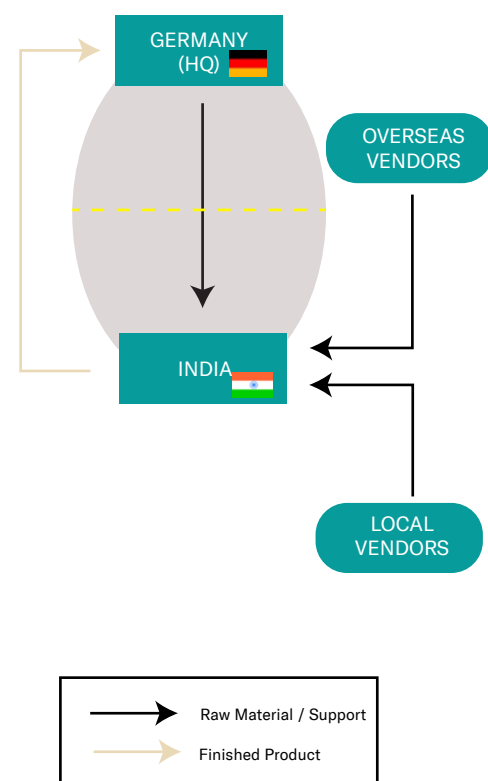 GERMANY
(HQ)
OVERSEAS
VENDORS
INDIA
LOCAL
VENDORS
Raw Material / Support
Finished Product